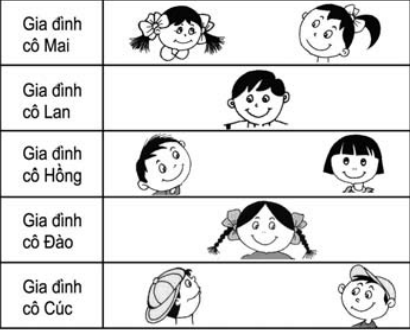 Gia đình
cô Mai
Gia đình
cô Lan
Gia đình
cô Hồng
Gia đình
cô Đào
Gia đình
cô Cúc